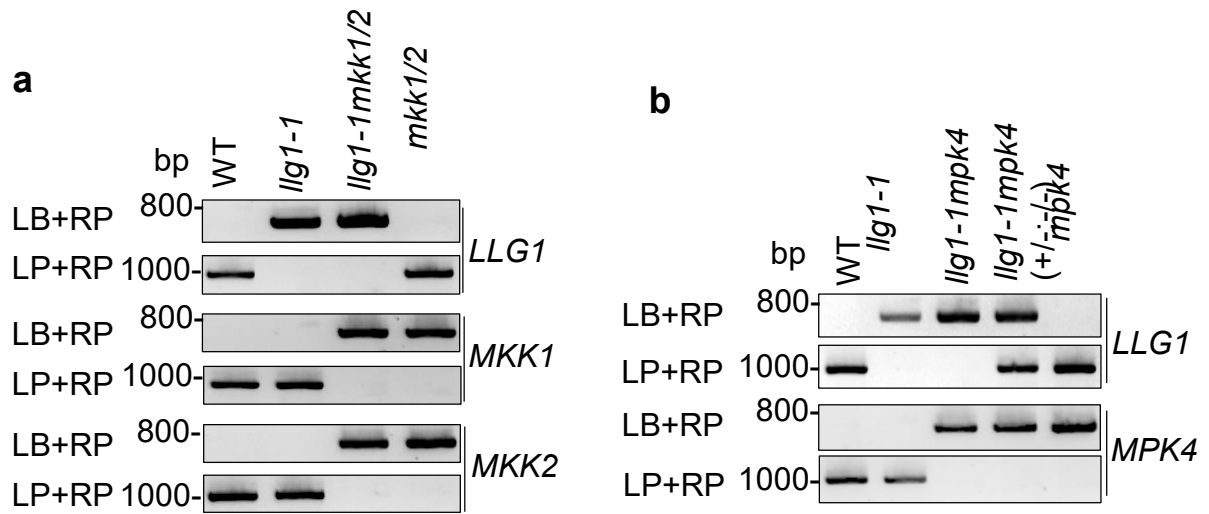 a
bp
WT
llg1-1
llg1-1mkk1/2
mkk1/2
LB+RP 800-
LP+RP 1000-
LLG1
LB+RP 800-
LP+RP 1000-
MKK1
LB+RP 800-
LP+RP 1000-
MKK2
b
bp
WT
llg1-1
llg1-1mpk4
llg1-1mpk4
mpk4
LB+RP 800-
LP+RP 1000-
LLG1
LB+RP 800-
LP+RP 1000-
MPK4